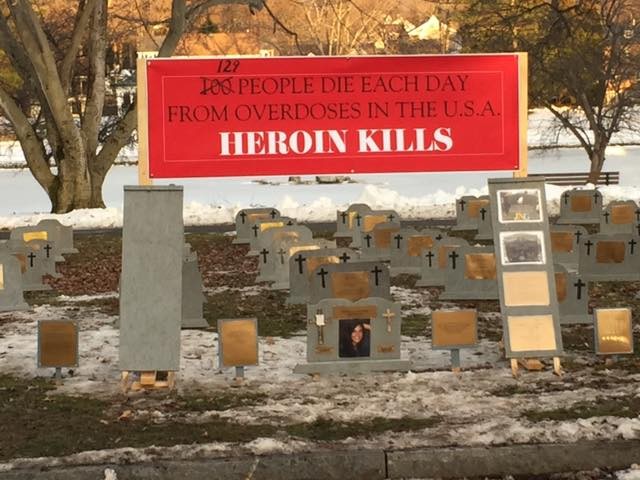 129
100 PEOPLE DIE EACH DAY
FROM OVERDOSES IN THE U.S.A.
HEROIN KILLS